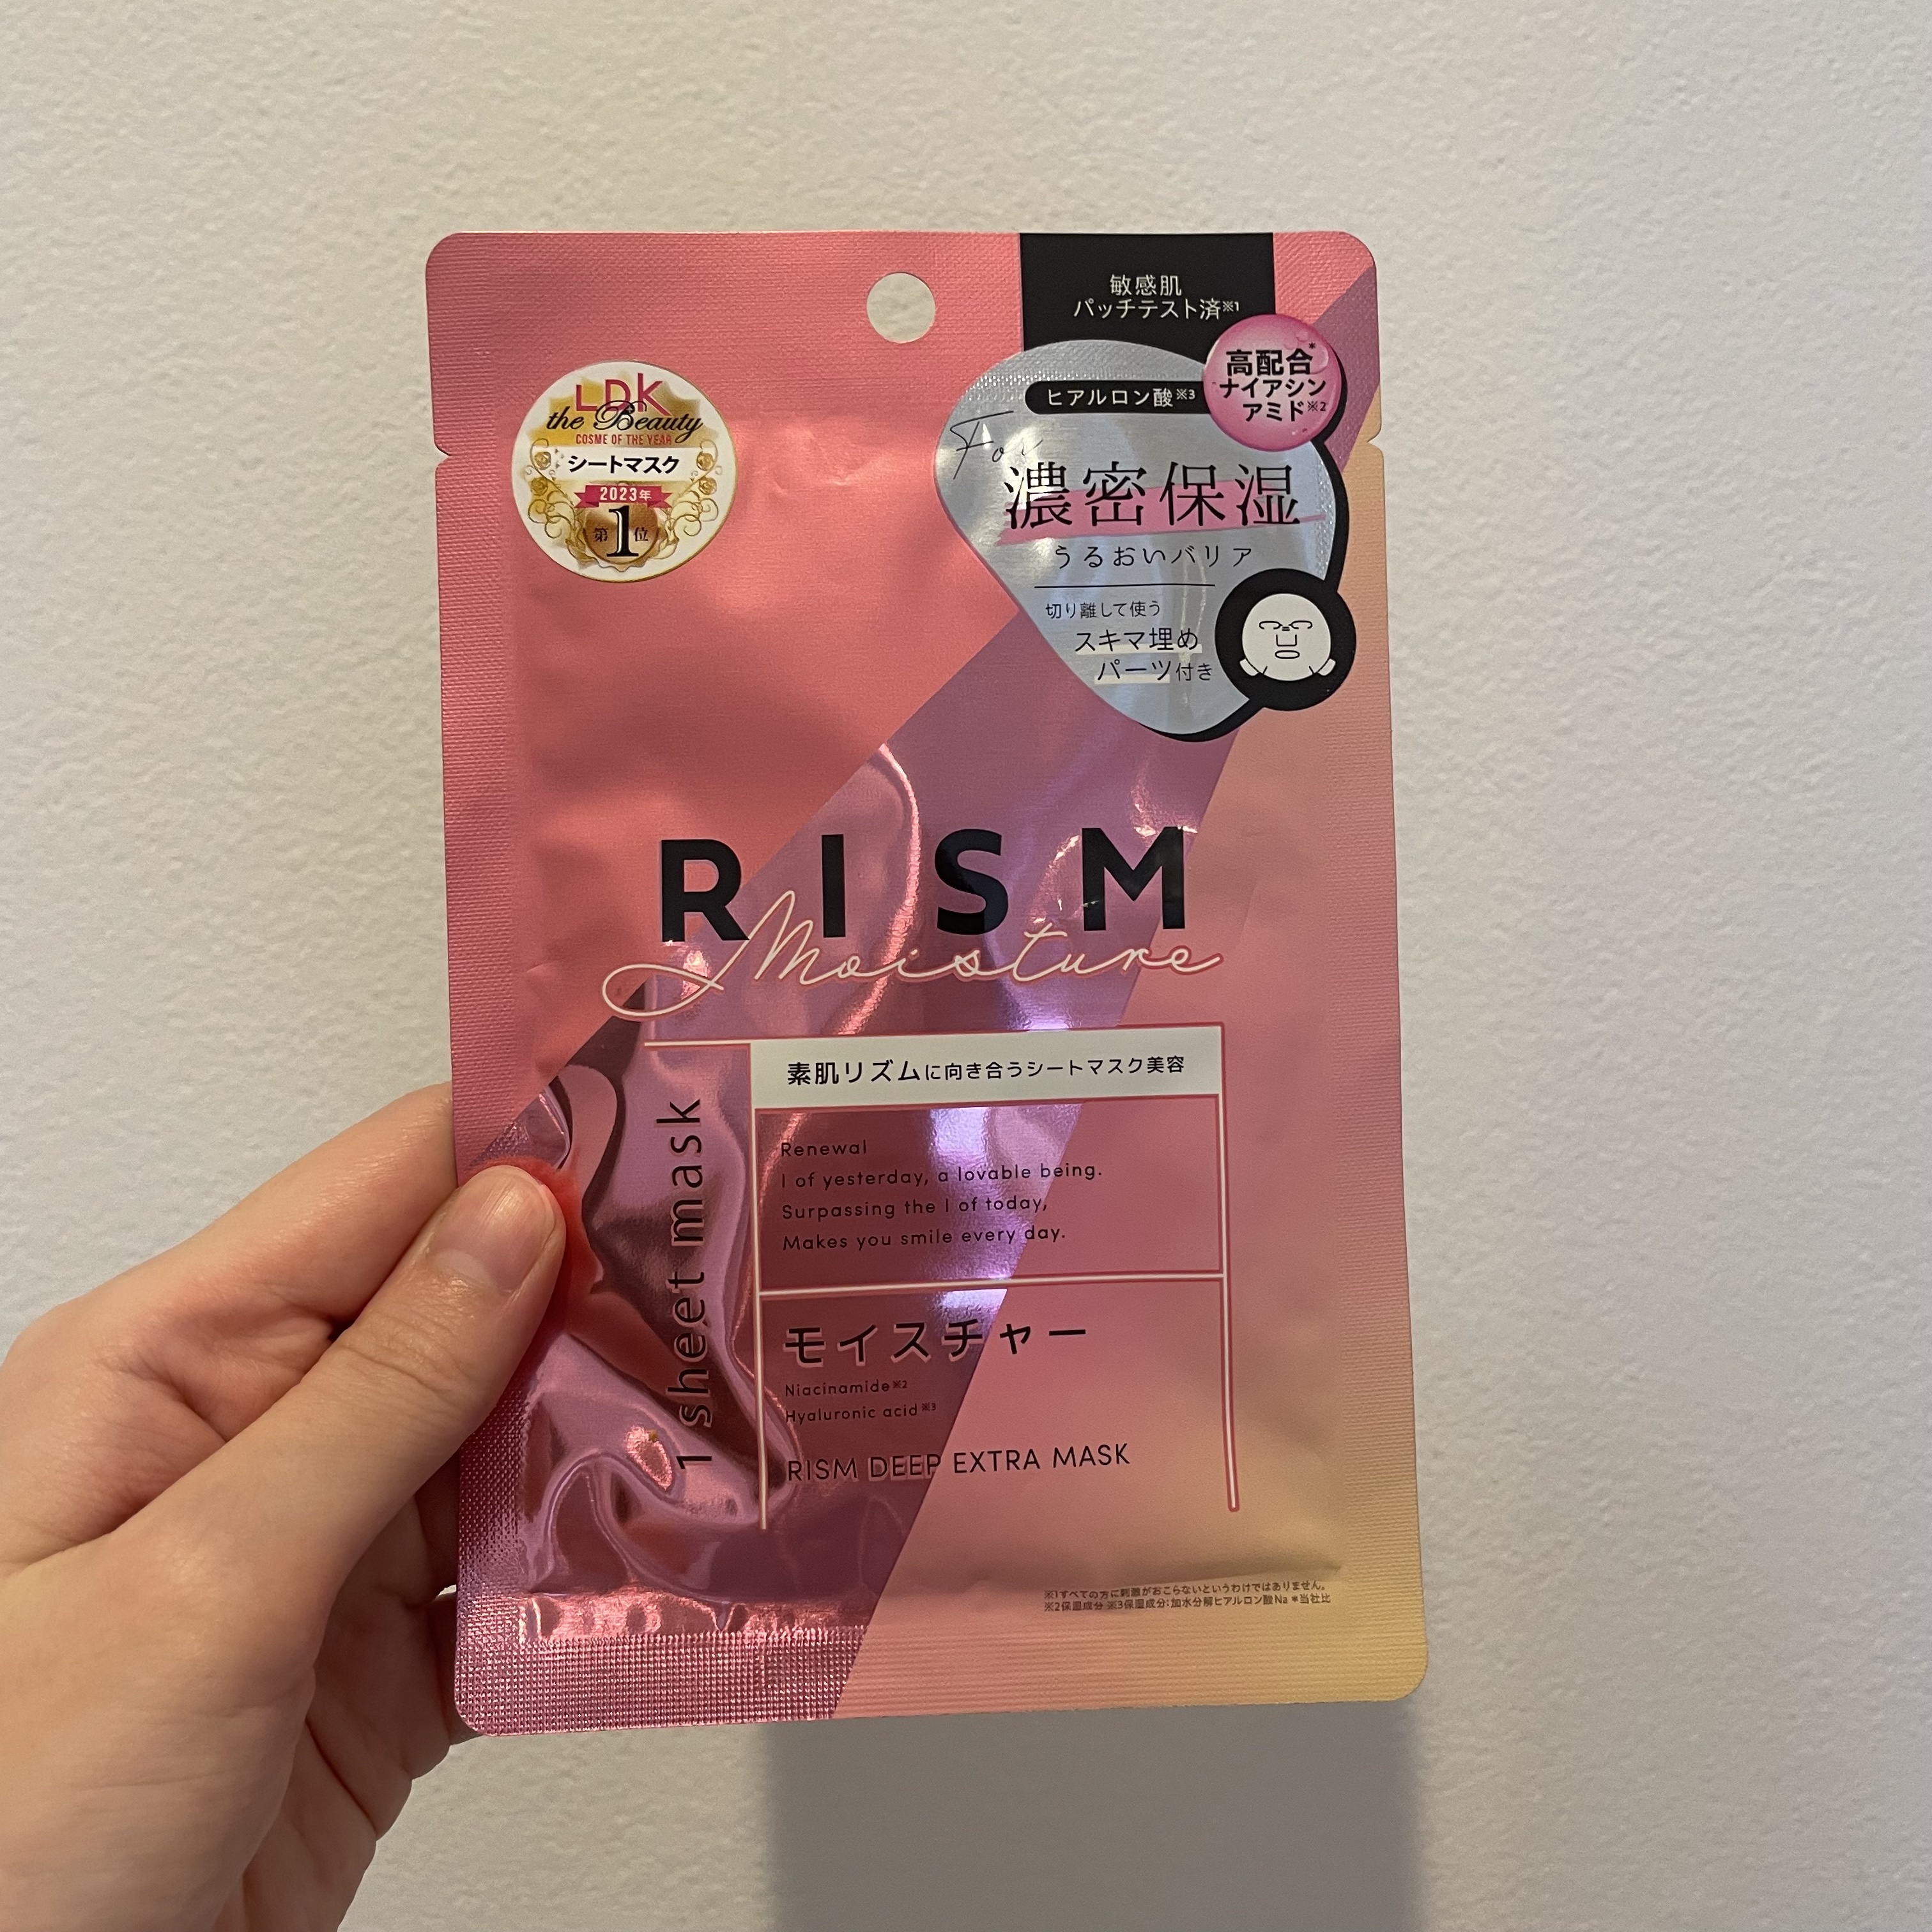 敏感肌
パッチテスト済※1
LDK
the Beauty
COSME OF THE YEAR
シートマスク
2023年
第1位
高配合*
ナイアシン
アミド※2
ヒアルロン酸※3
For
濃密保湿
うるおいバリア
切り離して使う
スキマ埋め
パーツ付き
RISM
Moisture
1 sheet mask
素肌リズムに向き合うシートマスク美容
Renewal
I of yesterday, a lovable being.
Surpassing the I of today,
Makes you smile every day.
モイスチャー
Niacinamide※2
Hyaluronic acid※3
RISM DEEP EXTRA MASK
※1すべての方に刺激がおこらないというわけではありません。
※2保湿成分 ※3保湿成分:加水分解ヒアルロン酸Na *当社比